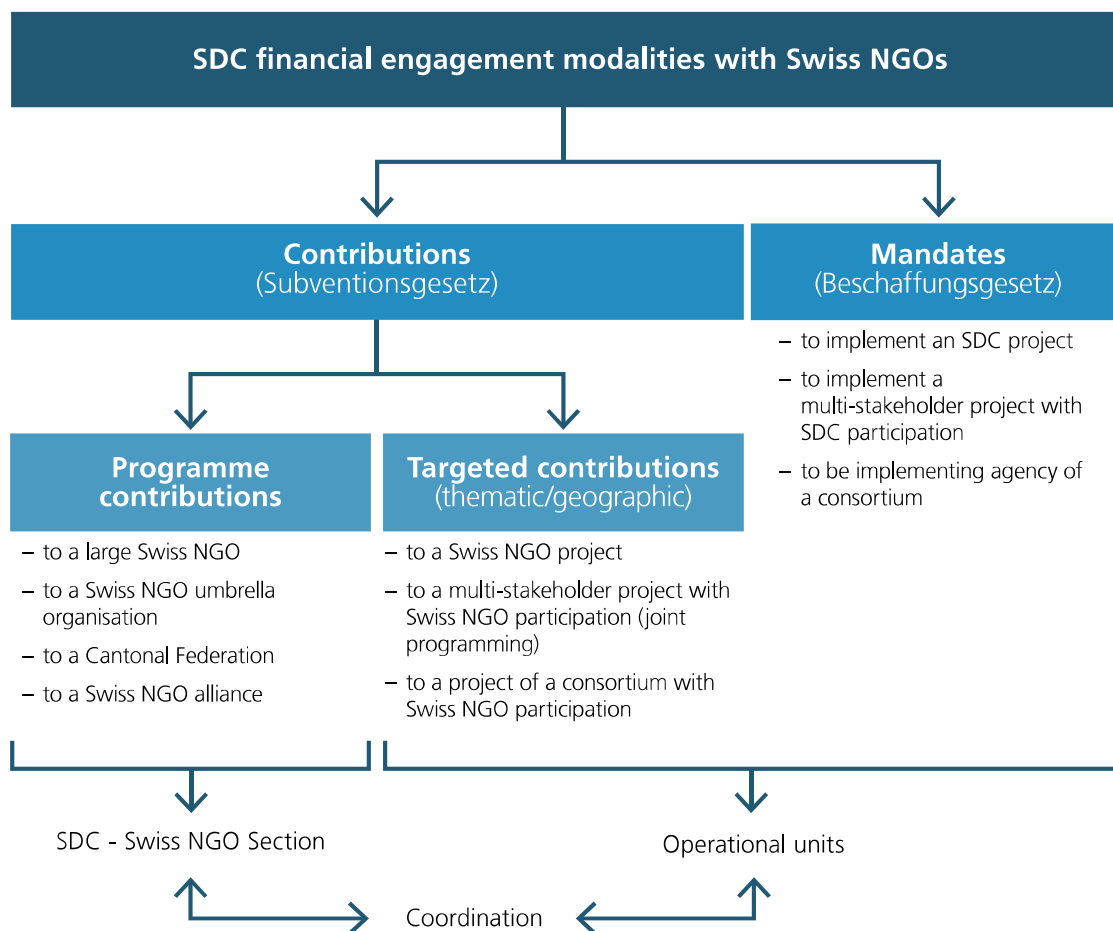 SDC financial engagement modalities with Swiss NGOs
Contributions
(Subventionsgesetz)
Mandates
(Beschaffungsgesetz)
– to implement an SDC project
– to implement a
multi-stakeholder project with
SDC participation
– to be implementing agency of
a consortium
Programme
contributions
– to a large Swiss NGO
– to a Swiss NGO umbrella
organisation
– to a Cantonal Federation
– to a Swiss NGO alliance
Targeted contributions
(thematic/geographic)
– to a Swiss NGO project
– to a multi-stakeholder project with
Swiss NGO participation (joint
programming)
– to a project of a consortium with
Swiss NGO participation
SDC - Swiss NGO Section
Operational units
Coordination